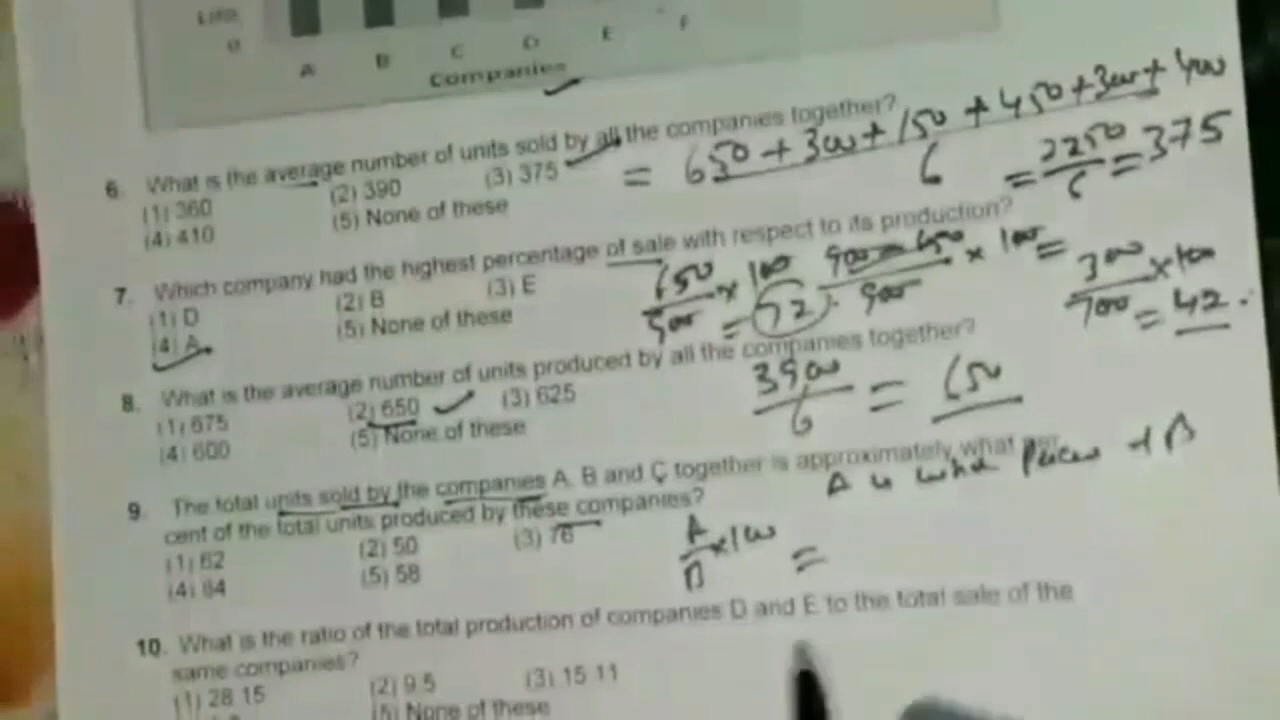 0
A B C D E F
Companies
6. What is the average number of units sold by all the companies together?
(1) 360 (2) 390 (3) 375
(4) 410 (5) None of these
= 650 + 300 + 150 + 450 + 300 + 400
6
= 2250 = 375
6
7. Which company had the highest percentage of sale with respect to its production?
(1) D (2) B (3) E
(4) A (5) None of these
650 × 100
900
= 72
× 100 =
900
300 × 100
700 = 42
8. What is the average number of units produced by all the companies together?
(1) 675 (2) 650 (3) 625
(4) 600 (5) None of these
3900 = 650
6
9. The total units sold by the companies A, B and C together is approximately what per
cent of the total units produced by these companies?
(1) 62 (2) 50 (3) 76
(4) 84 (5) 58
A is what of B
A × 100 =
B
10. What is the ratio of the total production of companies D and E to the total sale of the
same companies?
(1) 28 15 (2) 9.5 (3) 15 11
(5) None of these